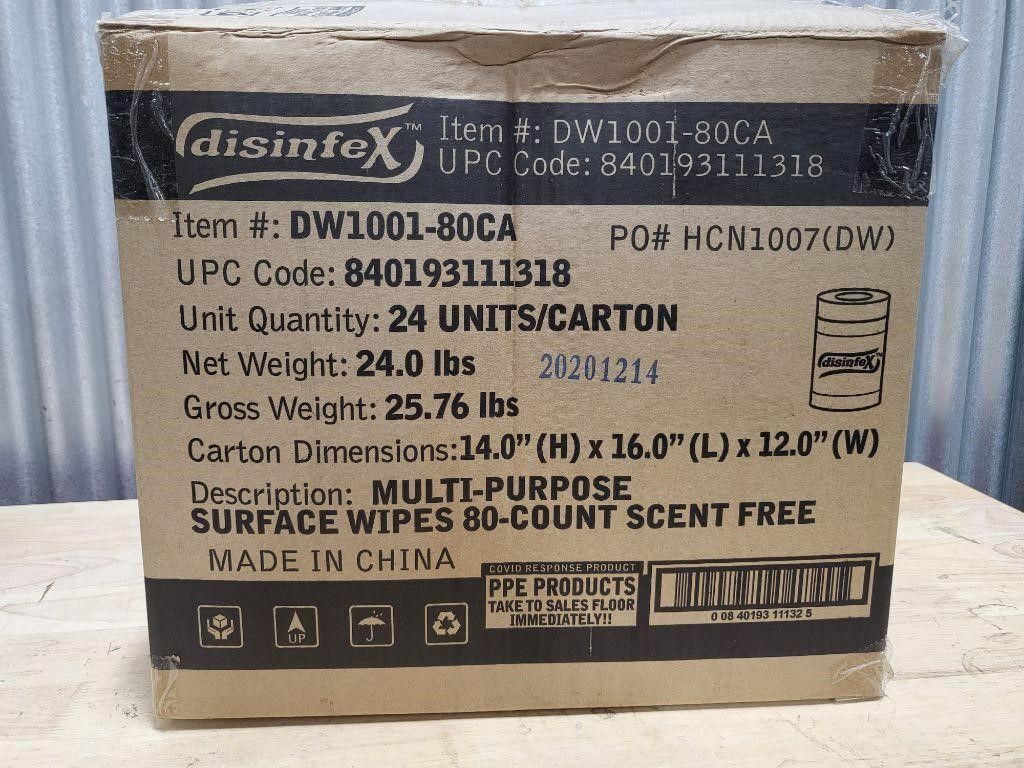 disinfeX™
Item #: DW1001-80CA
UPC Code: 840193111318
Item #: DW1001-80CA
PO# HCN1007(DW)
UPC Code: 840193111318
Unit Quantity: 24 UNITS/CARTON
Net Weight: 24.0 lbs
20201214
Gross Weight: 25.76 lbs
disinfeX™
Carton Dimensions:14.0” (H) x 16.0” (L) x 12.0” (W)
Description: MULTI-PURPOSE
SURFACE WIPES 80-COUNT SCENT FREE
MADE IN CHINA
COVID RESPONSE PRODUCT
PPE PRODUCTS
TAKE TO SALES FLOOR
IMMEDIATELY!!
UP
0 08 40193 11132 5